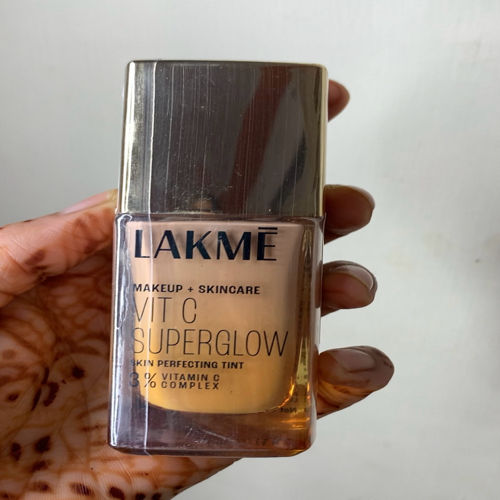 LAKMĒ
MAKEUP + SKINCARE
VIT C
SUPERGLOW
SKIN PERFECTING TINT
3% VITAMIN C
COMPLEX